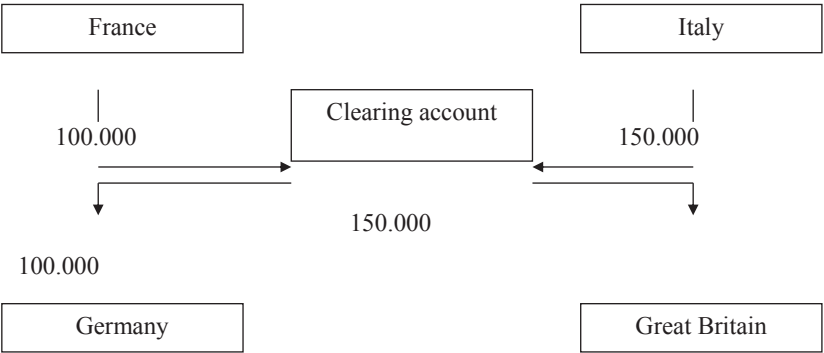 France
Italy
Clearing account
100.000
150.000
150.000
100.000
Germany
Great Britain